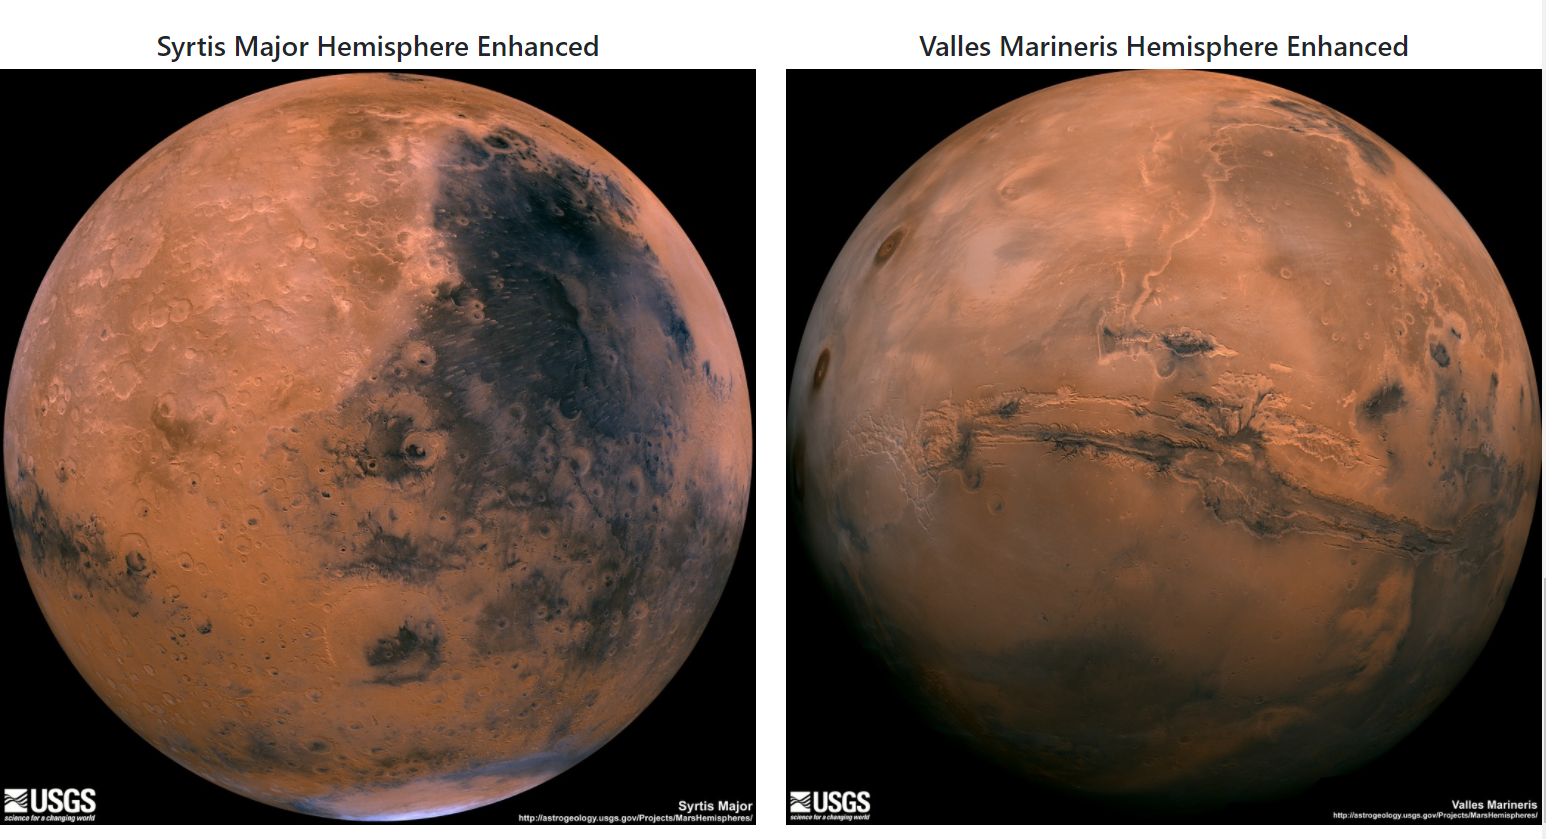 Syrtis Major Hemisphere Enhanced
Valles Marineris Hemisphere Enhanced
USGS
science for a changing world
Syrtis Major
http://astrogeology.usgs.gov/Projects/MarsHemispheres/
USGS
science for a changing world
Valles Marineris
http://astrogeology.usgs.gov/Projects/MarsHemispheres/